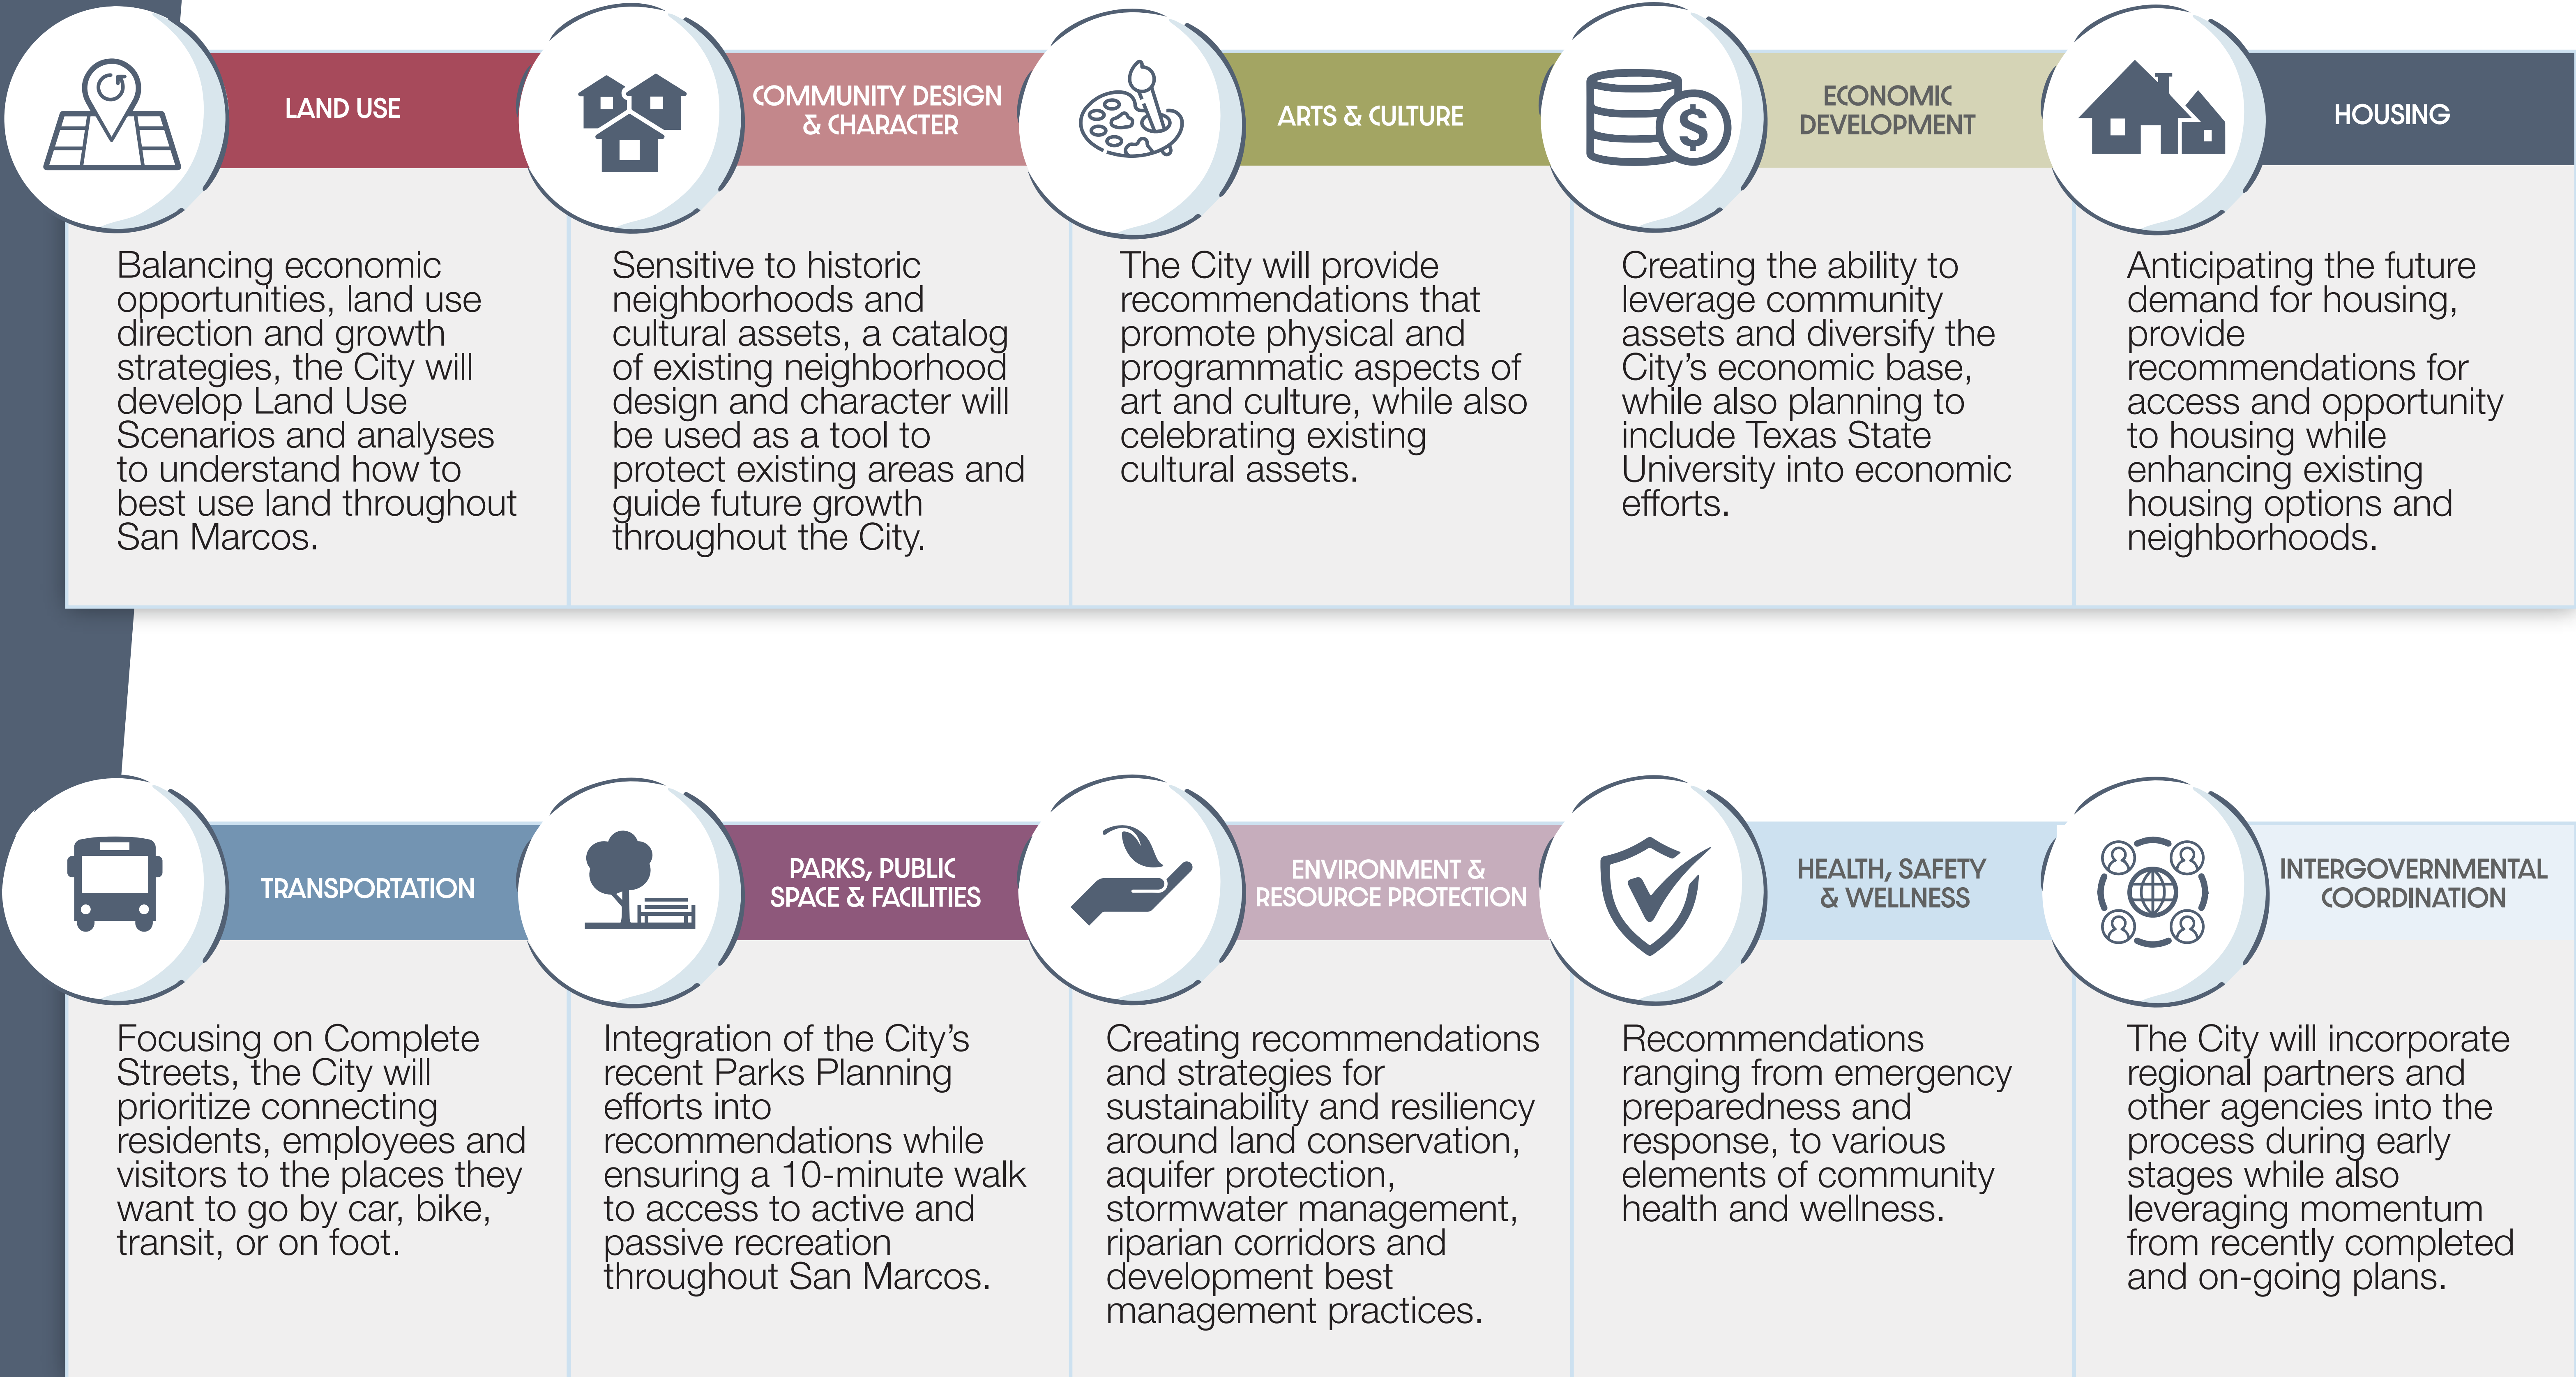 LAND USE
Balancing economic
opportunities, land use
direction and growth
strategies, the City will
develop Land Use
Scenarios and analyses
to understand how to
best use land throughout
San Marcos.
COMMUNITY DESIGN
& CHARACTER
Sensitive to historic
neighborhoods and
cultural assets, a catalog
of existing neighborhood
design and character will
be used as a tool to
protect existing areas and
guide future growth
throughout the City.
ARTS & CULTURE
The City will provide
recommendations that
promote physical and
programmatic aspects of
art and culture, while also
celebrating existing
cultural assets.
ECONOMIC
DEVELOPMENT
Creating the ability to
leverage community
assets and diversify the
City’s economic base,
while also planning to
include Texas State
University into economic
efforts.
HOUSING
Anticipating the future
demand for housing,
provide
recommendations for
access and opportunity
to housing while
enhancing existing
housing options and
neighborhoods.
TRANSPORTATION
Focusing on Complete
Streets, the City will
prioritize connecting
residents, employees and
visitors to the places they
want to go by car, bike,
transit, or on foot.
PARKS, PUBLIC
SPACE & FACILITIES
Integration of the City’s
recent Parks Planning
efforts into
recommendations while
ensuring a 10-minute walk
to access to active and
passive recreation
throughout San Marcos.
ENVIRONMENT &
RESOURCE PROTECTION
Creating recommendations
and strategies for
sustainability and resiliency
around land conservation,
aquifer protection,
stormwater management,
riparian corridors and
development best
management practices.
HEALTH, SAFETY
& WELLNESS
Recommendations
ranging from emergency
preparedness and
response, to various
elements of community
health and wellness.
INTERGOVERNMENTAL
COORDINATION
The City will incorporate
regional partners and
other agencies into the
process during early
stages while also
leveraging momentum
from recently completed
and on-going plans.